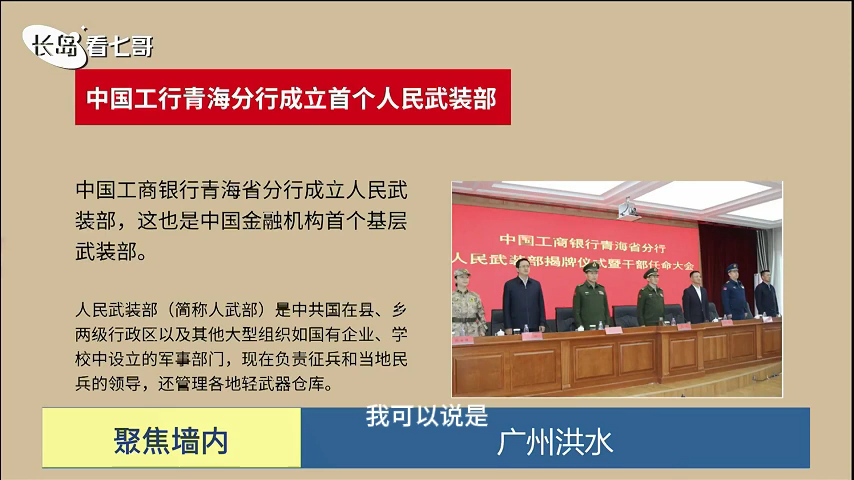 长岛
看七哥
中国工行青海分行成立首个人民武装部
中国工商银行青海省分行成立人民武
装部，这也是中国金融机构首个基层
武装部。
中国工商银行青海省分行
人民武装部揭牌仪式暨干部任命大会
人民武装部（简称人武部）是中共国在县、乡
两级行政区以及其他大型组织如国有企业、学
校中设立的军事部门，现在负责征兵和当地民
兵的领导，还管理各地轻武器仓库。
我可以说是
聚焦墙内
广州洪水